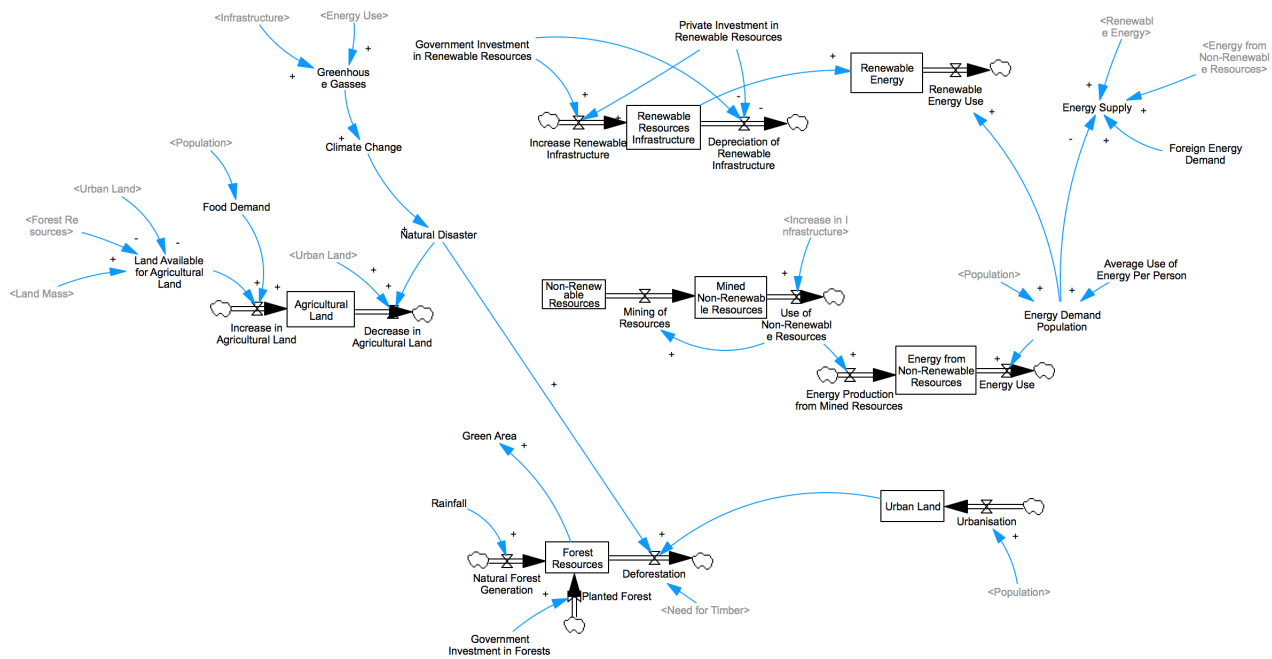 <Infrastructure>
<Energy Use>
+
+
Greenhous
e Gasses
+
Climate Change
<Population>
<Urban Land>
Food Demand
<Forest Re
sources>
-
-
+
Land Available
for Agricultural
Land
<Land Mass>
+
Natural Disaster
<Urban Land>
+
+
+
+
Agricultural
Land
Increase in
Agricultural Land
Decrease in
Agricultural Land
Government Investment
in Renewable Resources
Private Investment in
Renewable Resources
+
+
-
-
Renewable
Resources
Infrastructure
Increase Renewable
Infrastructure
Depreciation of
Renewable
Infrastructure
+
Renewable
Energy
Renewable
Energy Use
+
<Renewabl
e Energy>
<Energy from
Non-Renewabl
e Resources>
+
Energy Supply
+
-
+
Foreign Energy
Demand
<Increase in I
nfrastructure>
+
Non-Renew
able
Resources
Mined
Non-Renewab
le Resources
Mining of
Resources
Use of
Non-Renewabl
e Resources
+
<Population>
Average Use of
Energy Per Person
+
+
Energy Demand
Population
+
+
Energy from
Non-Renewable
Resources
Energy Production
from Mined Resources
Energy Use
+
Green Area
+
Rainfall
+
Forest
Resources
Natural Forest
Generation
+
Deforestation
+
Planted Forest
<Need for Timber>
Government
Investment in Forests
Urban Land
Urbanisation
+
<Population>